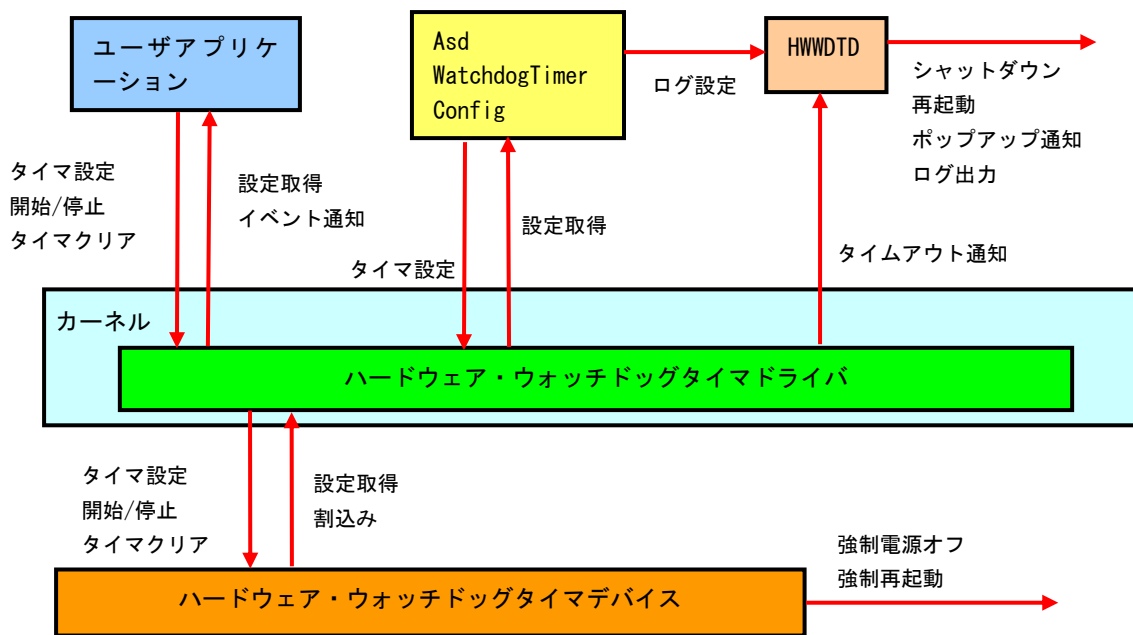 ユーザアプリケ
ーション
Asd
WatchdogTimer
Config
HWWDTD
ログ設定
シャットダウン
再起動
ポップアップ通知
ログ出力
タイマ設定
開始/停止
タイマクリア
設定取得
イベント通知
タイマ設定
設定取得
タイムアウト通知
カーネル
ハードウェア・ウォッチドッグタイマドライバ
タイマ設定
開始/停止
タイマクリア
設定取得
割込み
強制電源オフ
強制再起動
ハードウェア・ウォッチドッグタイマデバイス